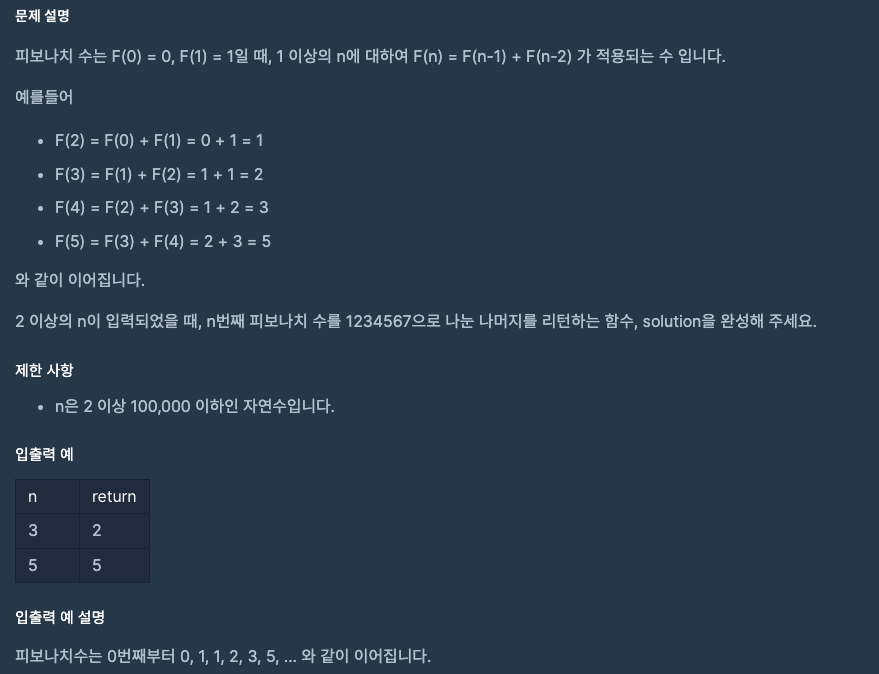 문제 설명
피보나치 수는 F(0) = 0, F(1) = 1일 때, 1 이상의 n에 대하여 F(n) = F(n-1) + F(n-2) 가 적용되는 수 입니다.
예를들어
• F(2) = F(0) + F(1) = 0 + 1 = 1
• F(3) = F(1) + F(2) = 1 + 1 = 2
• F(4) = F(2) + F(3) = 1 + 2 = 3
• F(5) = F(3) + F(4) = 2 + 3 = 5
와 같이 이어집니다.
2 이상의 n이 입력되었을 때, n번째 피보나치 수를 1234567으로 나눈 나머지를 리턴하는 함수, solution을 완성해 주세요.
제한 사항
• n은 2 이상 100,000 이하인 자연수입니다.
입출력 예
n return
3 2
5 5
입출력 예 설명
피보나치수는 0번째부터 0, 1, 1, 2, 3, 5, ... 와 같이 이어집니다.